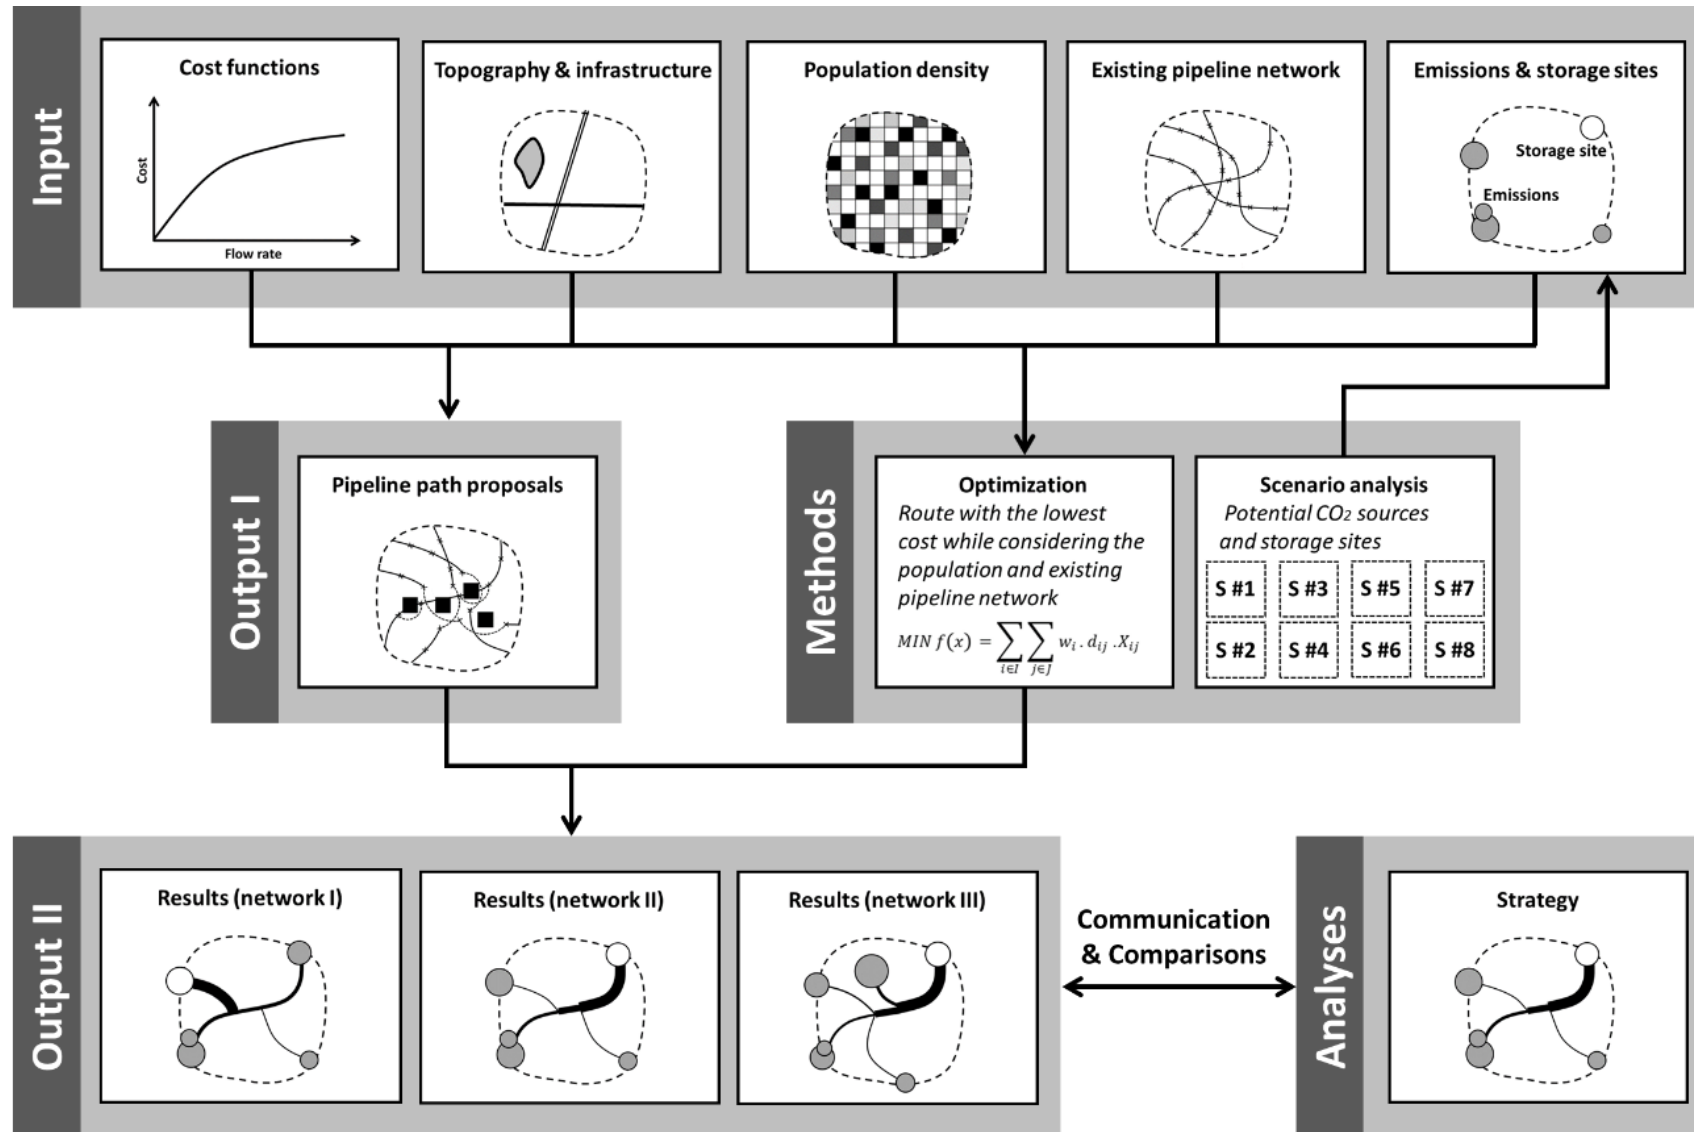 Input
Cost functions
Cost
Flow rate
Topography & infrastructure
Population density
Existing pipeline network
Emissions & storage sites
Storage site
Emissions
Output I
Pipeline path proposals
Methods
Optimization
Route with the lowest
cost while considering the
population and existing
pipeline network
MIN f(x) = ∑ i∈I ∑ j∈J w_i . d_ij . X_ij
Scenario analysis
Potential CO₂ sources
and storage sites
S #1 S #3 S #5 S #7
S #2 S #4 S #6 S #8
Output II
Results (network I)
Results (network II)
Results (network III)
Communication
& Comparisons
Analyses
Strategy